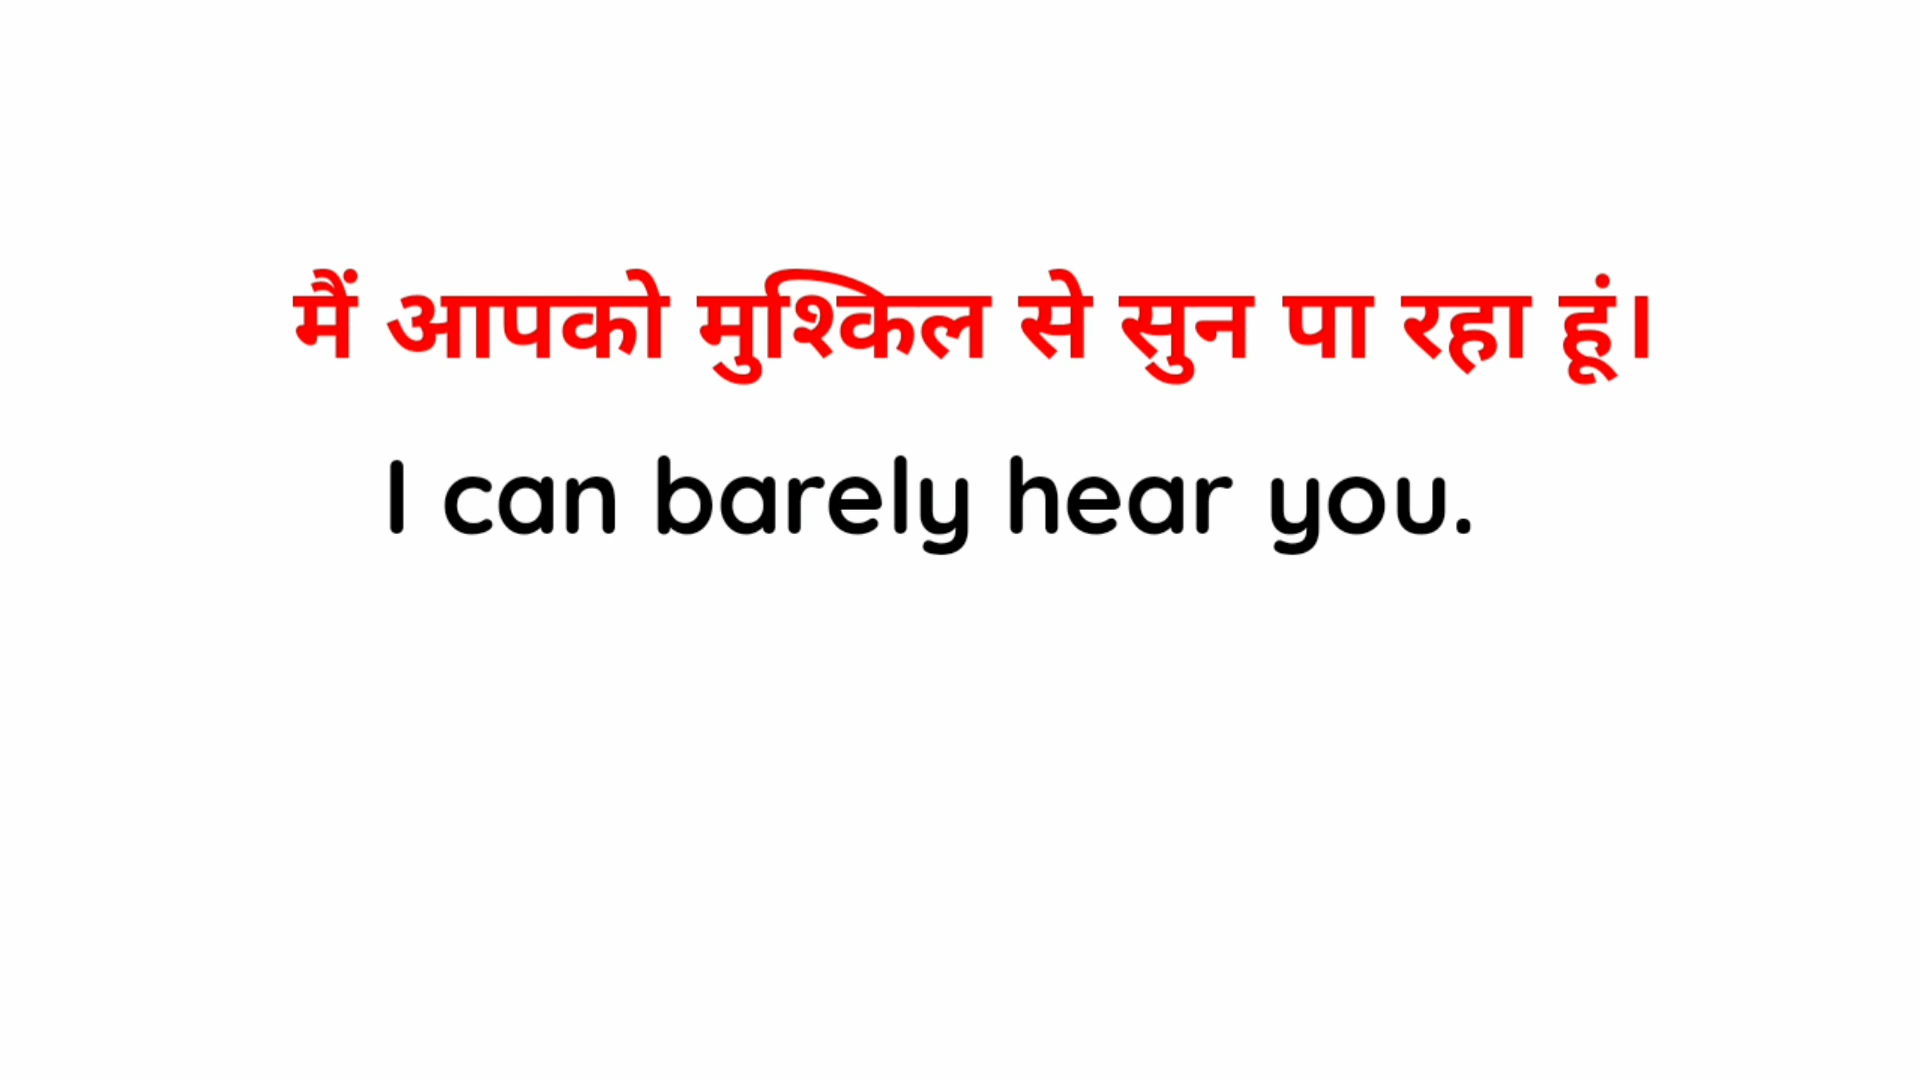 मैं आपको मुश्किल से सुन पा रहा हूं।
I can barely hear you.